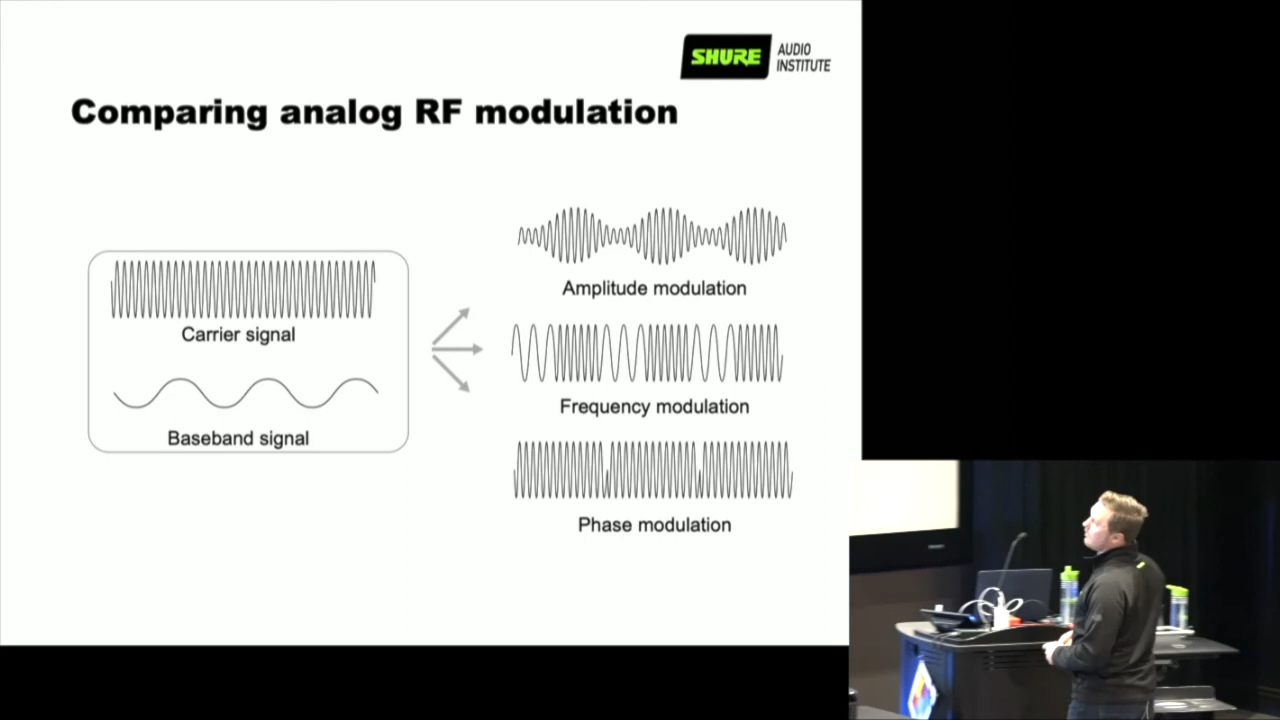 SHURE
AUDIO
INSTITUTE
Comparing analog RF modulation
Carrier signal
Baseband signal
Amplitude modulation
Frequency modulation
Phase modulation